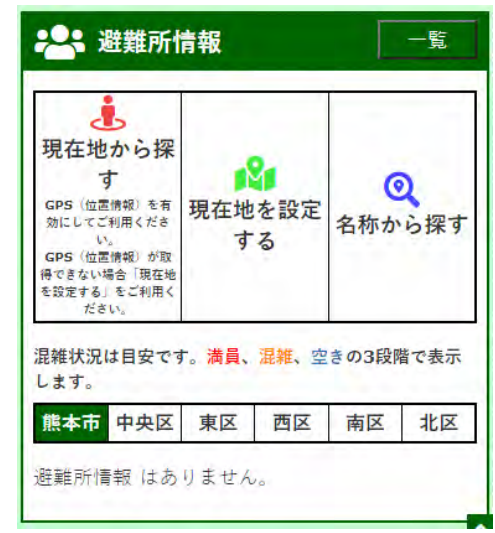 避難所情報
一覧
現在地から探
す
GPS（位置情報）を有
効にしてご利用くださ
い。
GPS（位置情報）が取
得できない場合「現在地
を設定する」をご利用く
ださい。
現在地を設定
する
名称から探す
混雑状況は目安です。満員、混雑、空きの3段階で表示
します。
熊本市 中央区 東区 西区 南区 北区
避難所情報 はありません。